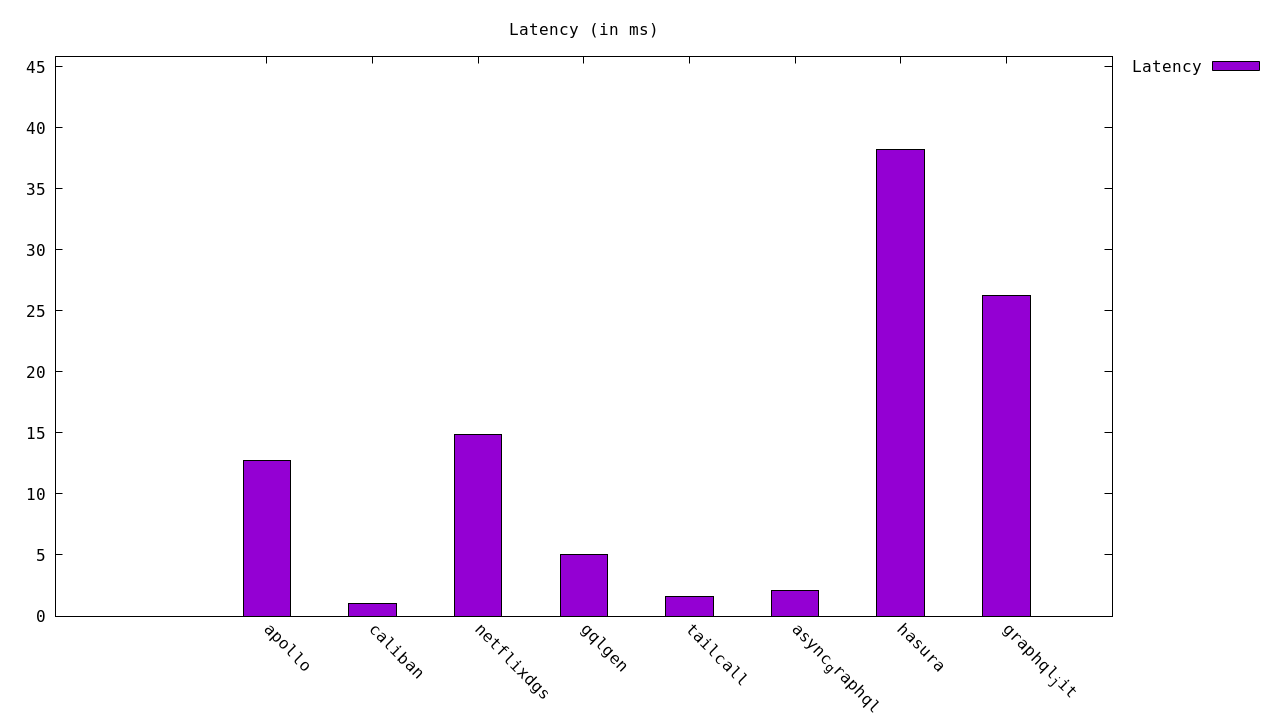 Latency (in ms)
Latency
45
40
35
30
25
20
15
10
5
0
apollo
caliban
netflixdgs
gqlgen
tailcall
async_graphql
hasura
graphql_jit